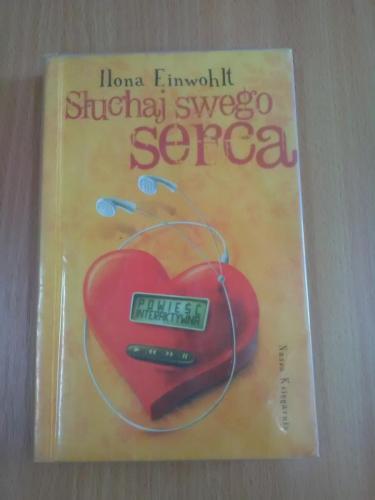 Ilona Einwohlt
Słuchaj swego
serca
POWIEŚĆ
INTERAKTYWNA
Nasza Księgarnia